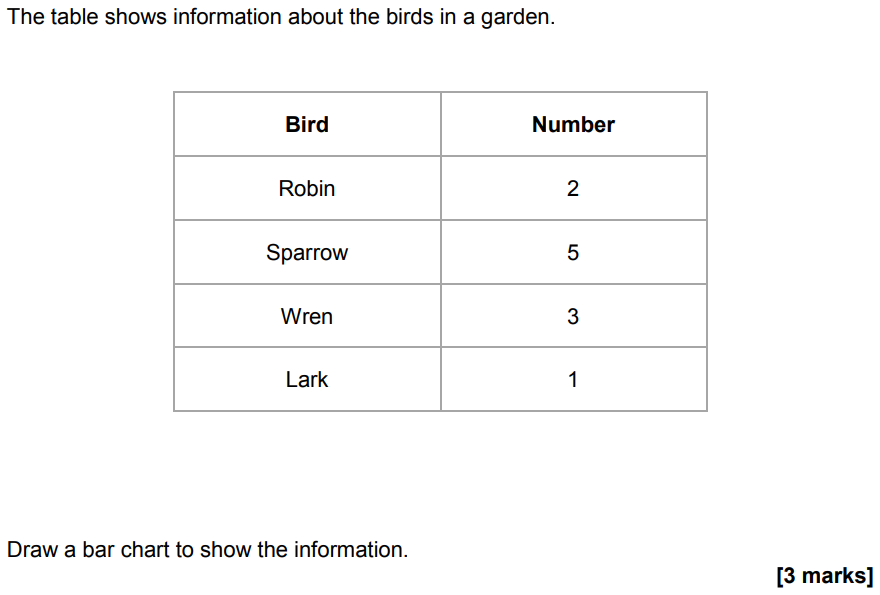 The table shows information about the birds in a garden.
Bird Number
Robin 2
Sparrow 5
Wren 3
Lark 1
Draw a bar chart to show the information.
[3 marks]